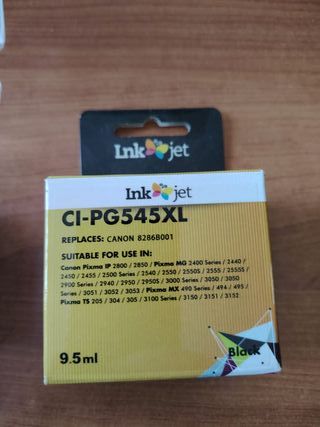 Ink jet
Ink jet
CI-PG545XL
REPLACES: CANON 8286B001
SUITABLE FOR USE IN:
Canon Pixma IP 2800 / 2850 / Pixma MG 2400 Series / 2440 /
2450 / 2455 / 2500 Series / 2540 / 2550 / 2550S / 2555 / 2555S /
2900 Series / 2940 / 2950 / 2950S / 3000 Series / 3050 / 3050
Series / 3051 / 3052 / 3053 / Pixma MX 490 Series / 494 / 495 /
Pixma TS 205 / 304 / 305 / 3100 Series / 3150 / 3151 / 3152
9.5ml
Black